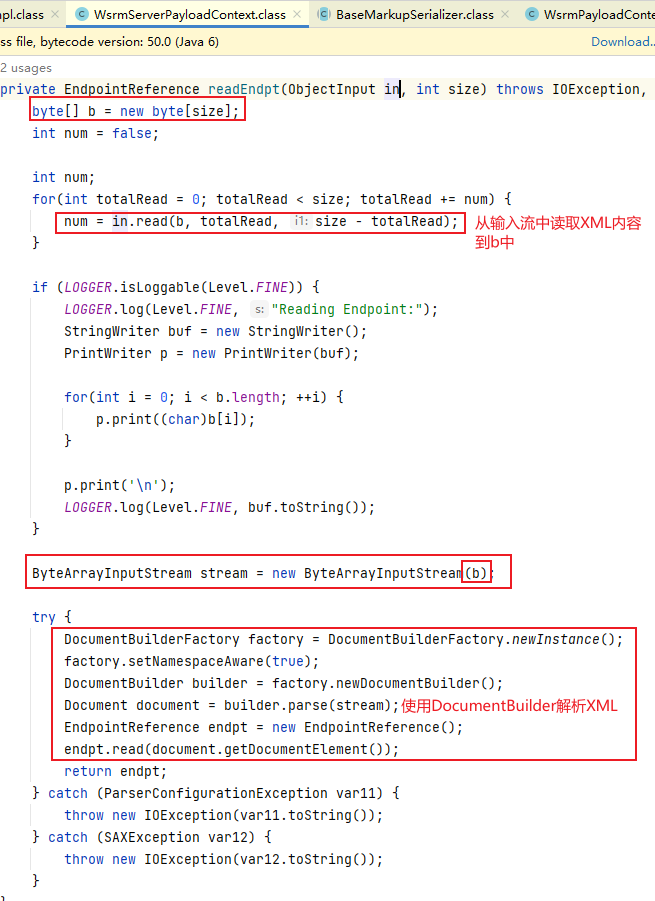 pl.class × WsrmServerPayloadContext.class × BaseMarkupSerializer.class × WsrmPayloadConte
ss file, bytecode version: 50.0 (Java 6) Download..
2 usages
private EndpointReference readEndpt(ObjectInput in, int size) throws IOException,
byte[] b = new byte[size];
int num = false;
int num;
for(int totalRead = 0; totalRead < size; totalRead += num) {
num = in.read(b, totalRead, i1: size - totalRead); 从输入流中读取XML内容
到b中
}
if (LOGGER.isLoggable(Level.FINE)) {
LOGGER.log(Level.FINE, s: "Reading Endpoint:");
StringWriter buf = new StringWriter();
PrintWriter p = new PrintWriter(buf);
for(int i = 0; i < b.length; ++i) {
p.print((char)b[i]);
}
p.print('\n');
LOGGER.log(Level.FINE, buf.toString());
}
ByteArrayInputStream stream = new ByteArrayInputStream(b);
try {
DocumentBuilderFactory factory = DocumentBuilderFactory.newInstance();
factory.setNamespaceAware(true);
DocumentBuilder builder = factory.newDocumentBuilder();
Document document = builder.parse(stream);使用DocumentBuilder解析XML
EndpointReference endpt = new EndpointReference();
endpt.read(document.getDocumentElement());
return endpt;
} catch (ParserConfigurationException var11) {
throw new IOException(var11.toString());
} catch (SAXException var12) {
throw new IOException(var12.toString());
}
}